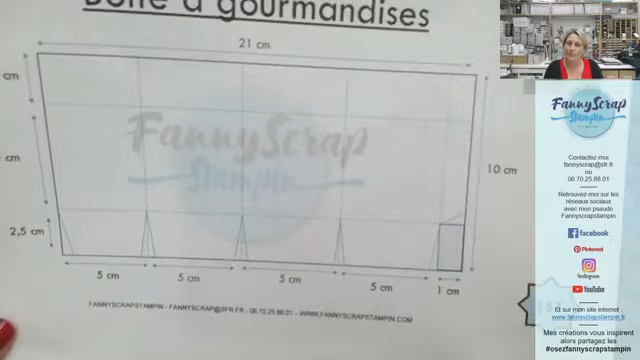 Boîte à gourmandises
21 cm
cm
cm
2,5 cm
10 cm
FannyScrap
Stampin
5 cm
5 cm
5 cm
5 cm
1 cm
FANNYSCRAPSTAMPIN - FANNYSCRAP@SFR.FR - 06.70.25.88.01 - WWW.FANNYSCRAPSTAMPIN.COM
FannyScrap
Stampin
Contactez-moi
fannyscrap@sfr.fr
ou
06.70.25.88.01
--------
Retrouvez-moi sur les
réseaux sociaux
avec mon pseudo
Fannyscrapstampin
facebook
Pinterest
Instagram
YouTube
--------
Et sur mon site internet :
www.fannyscrapstampin.fr
--------
Mes créations vous inspirent
alors partagez les
#osezfannyscrapstampin